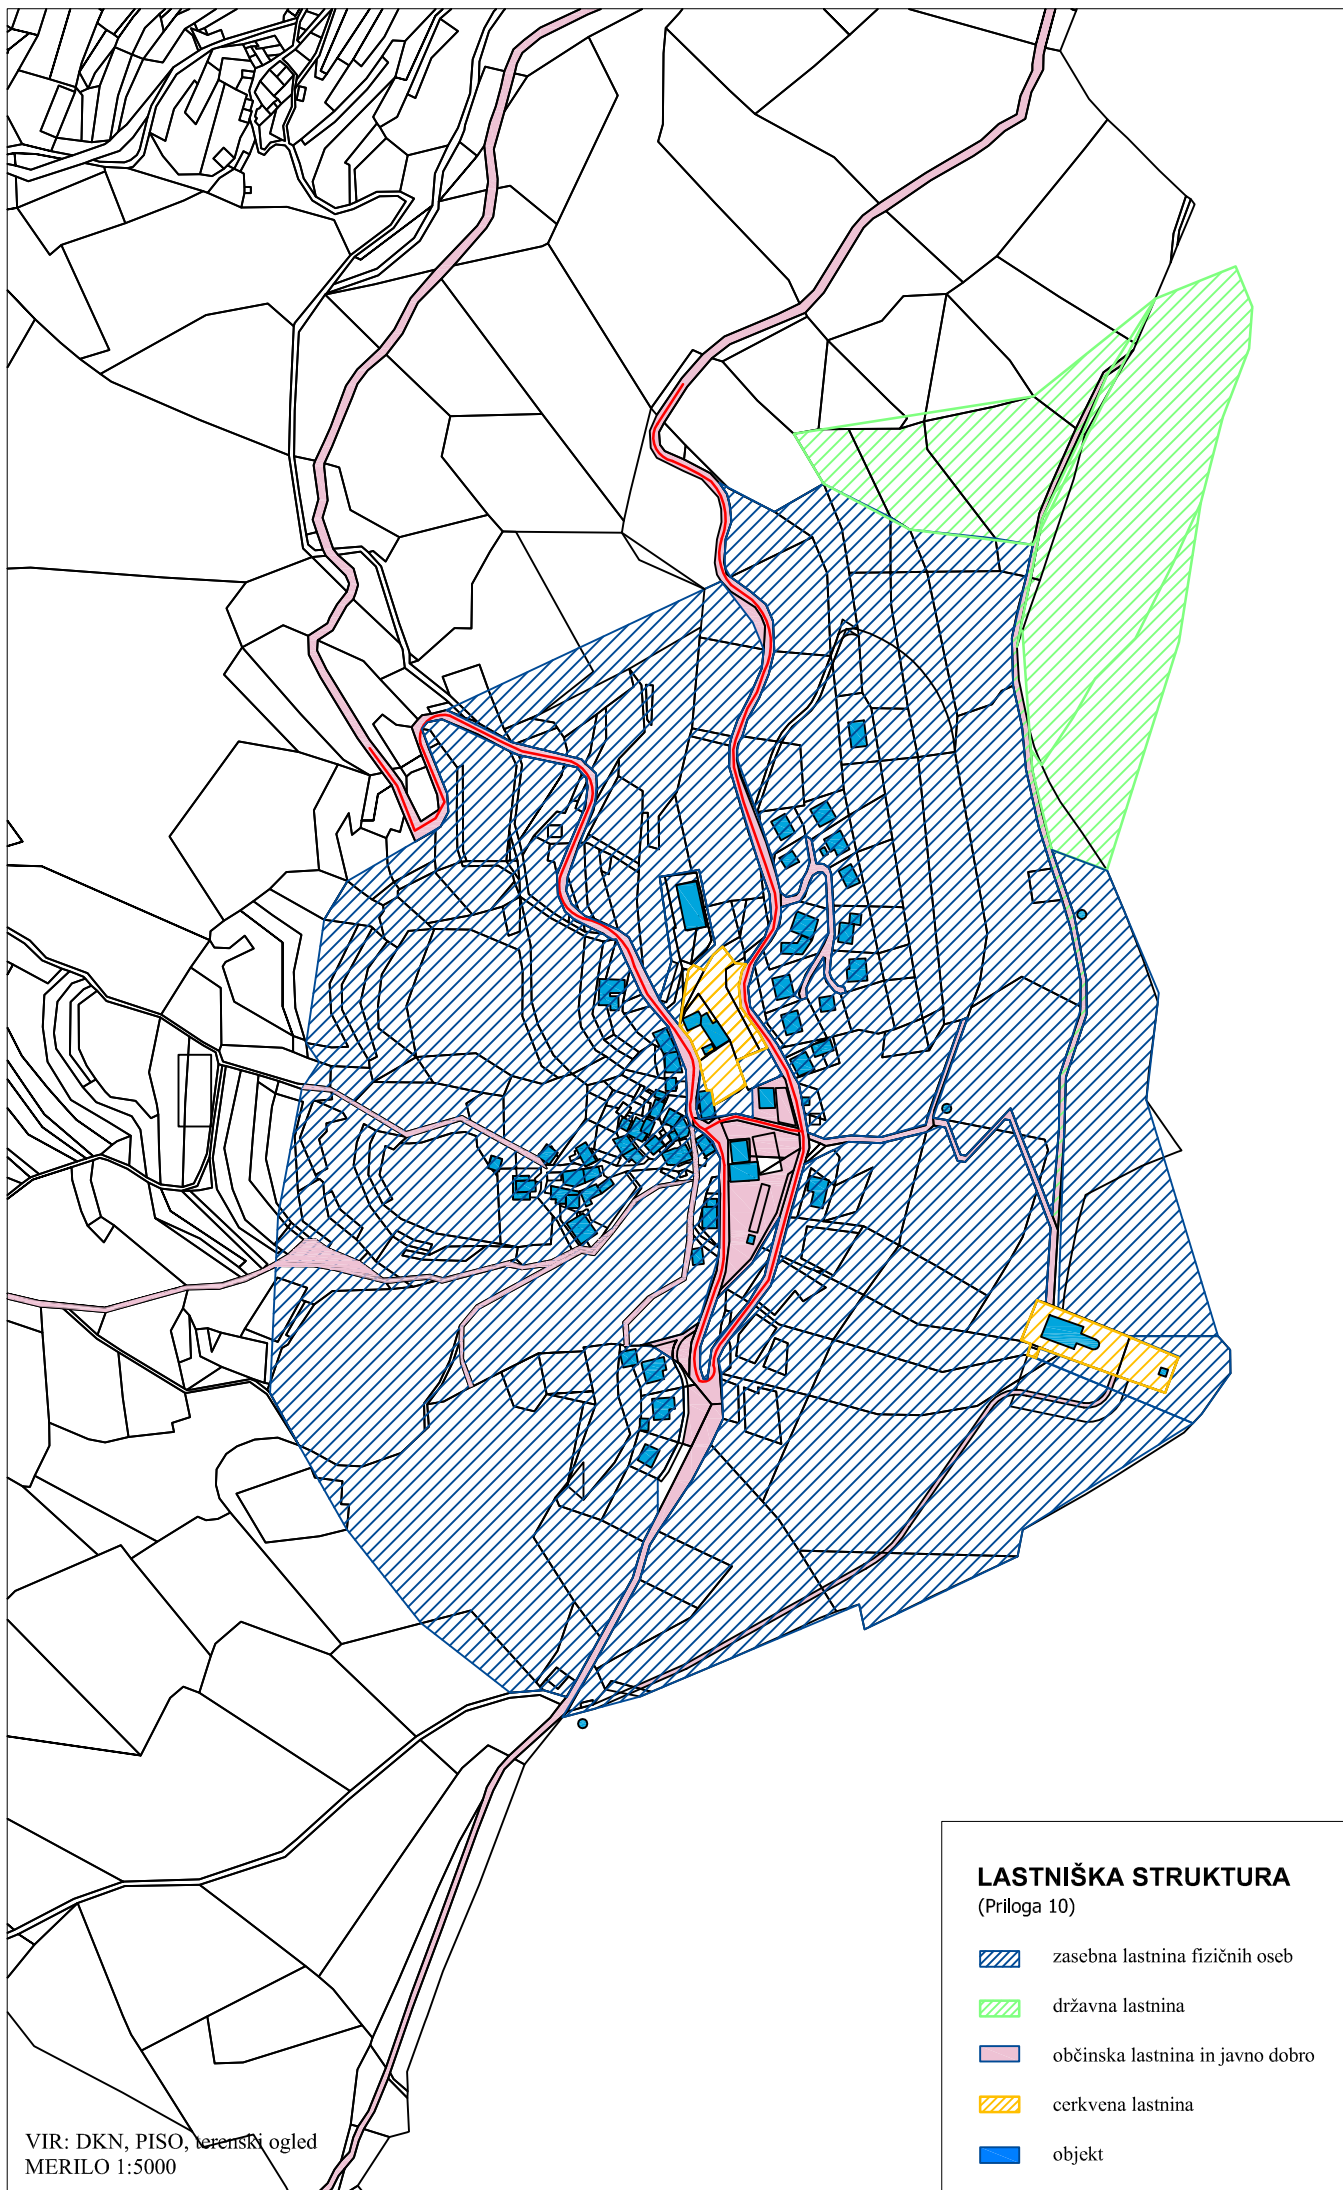 LASTNIŠKA STRUKTURA
(Priloga 10)
zasebna lastnina fizičnih oseb
državna lastnina
občinska lastnina in javno dobro
cerkvena lastnina
objekt
VIR: DKN, PISO, terenski ogled
MERILO 1:5000